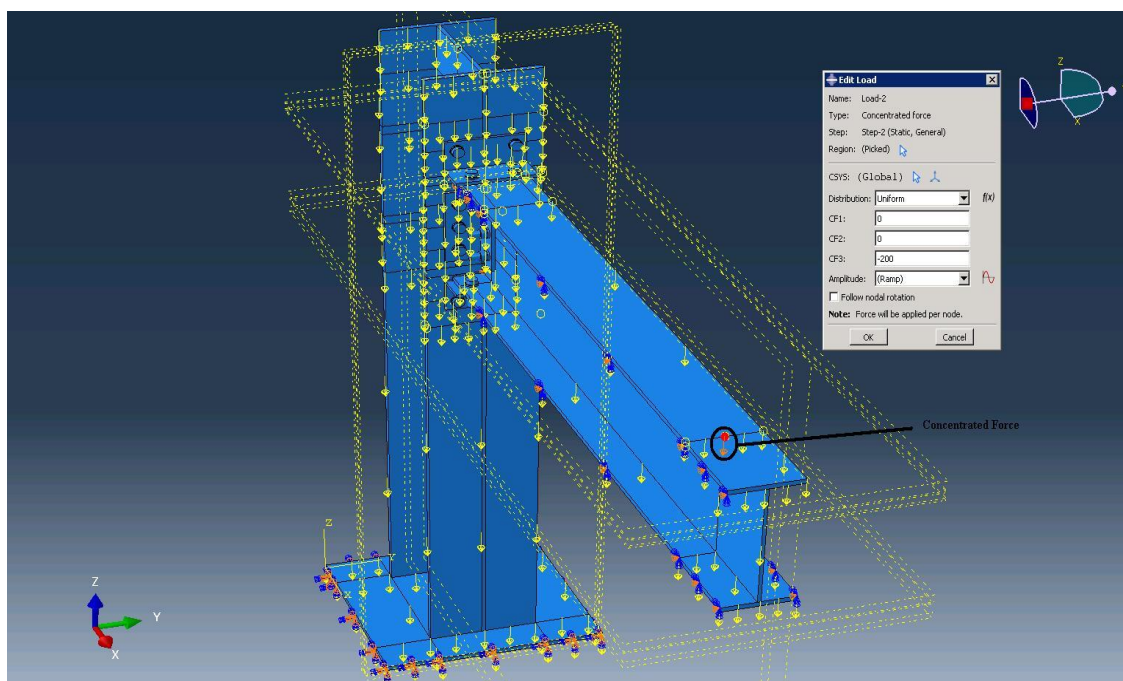 Edit Load
Name: Load-2
Type: Concentrated force
Step: Step-2 (Static, General)
Region: (Picked)
CSYS: (Global)
Distribution: Uniform f(x)
CF1: 0
CF2: 0
CF3: -200
Amplitude: (Ramp)
Follow nodal rotation
Note: Force will be applied per node.
OK Cancel
Z
X
Concentrated Force
Z
Y
Z
Y
X